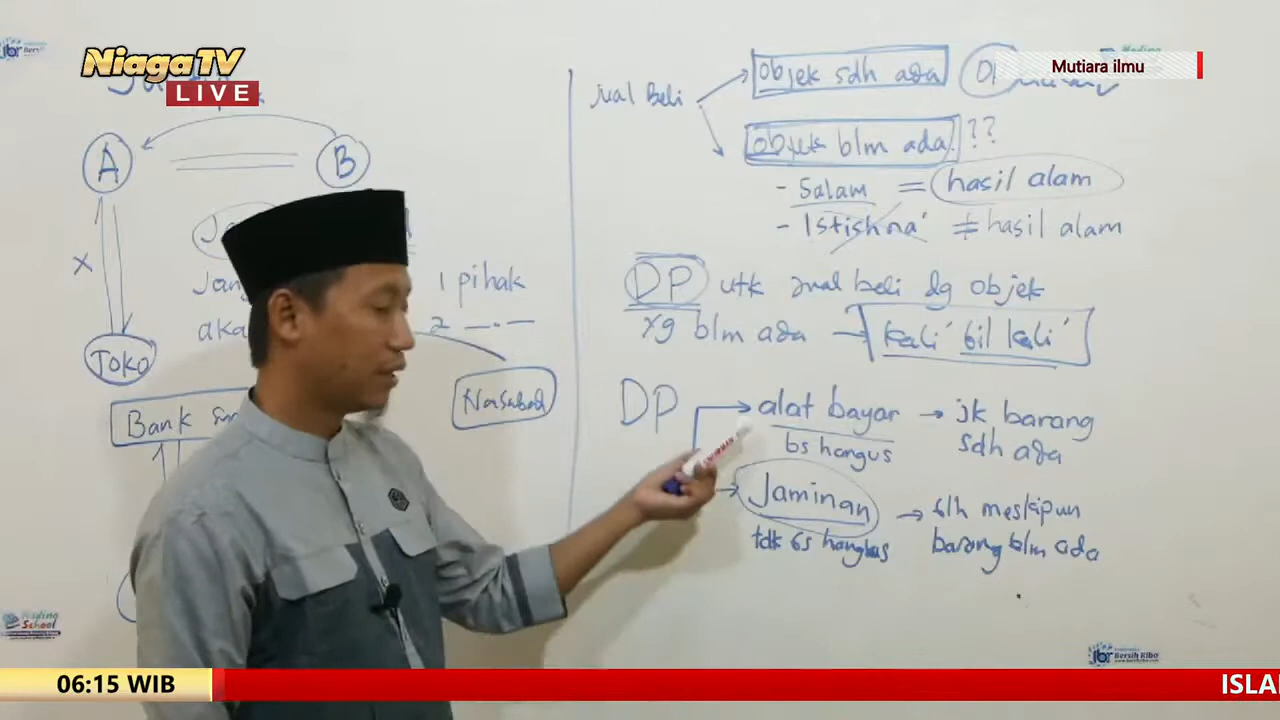 NiagaTV
LIVE
Mutiara ilmu
A
B
X
Toko
1 pihak
2
Nasabah
Bank
Jual Beli
objek sdh ada
objek blm ada ??
- Salam = hasil alam
- Istishna' ≠ hasil alam
DP utk Jual beli dg objek
yg blm ada → kali' bil kali'
DP
alat bayar → jk barang
bs hangus
sdh ada
Jaminan → blh meskipun
tdk bs hangus
barang blm ada
Bersih Riba
06:15 WIB
ISLA